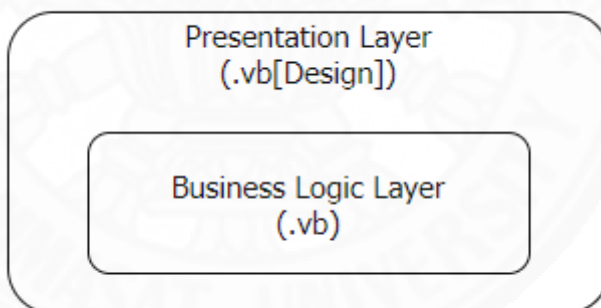 Presentation Layer
(.vb[Design])
Business Logic Layer
(.vb)